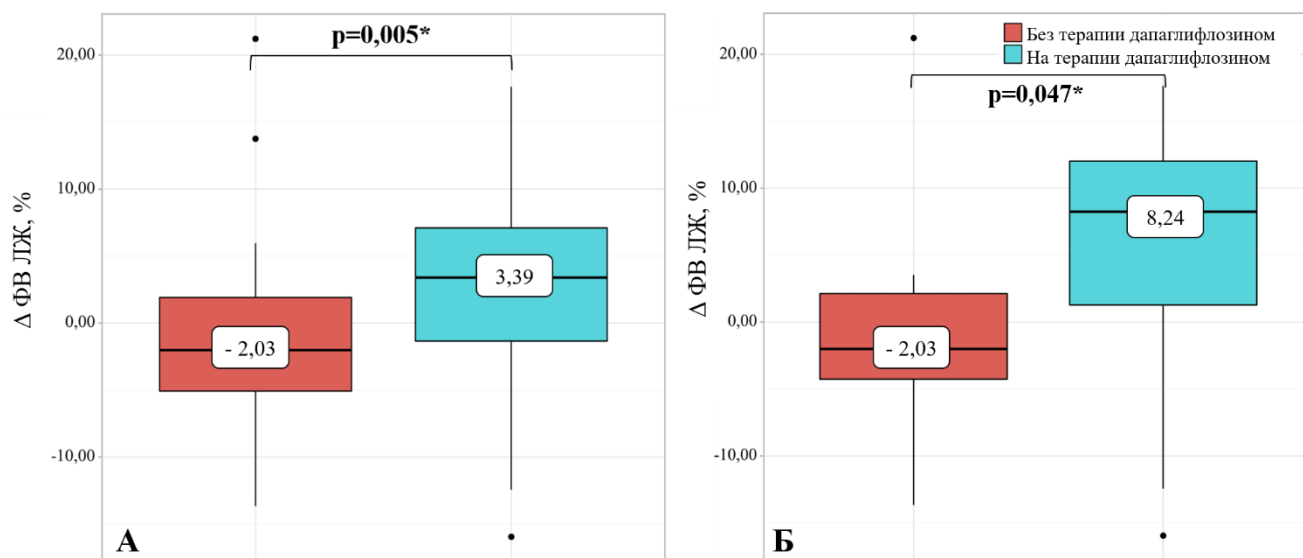 p=0,005*
20,00
10,00
0,00
-10,00
Δ ФВ ЛЖ, %
- 2,03
3,39
А
Без терапии дапаглифлозином
На терапии дапаглифлозином
p=0,047*
20,00
10,00
0,00
-10,00
Δ ФВ ЛЖ, %
- 2,03
8,24
Б